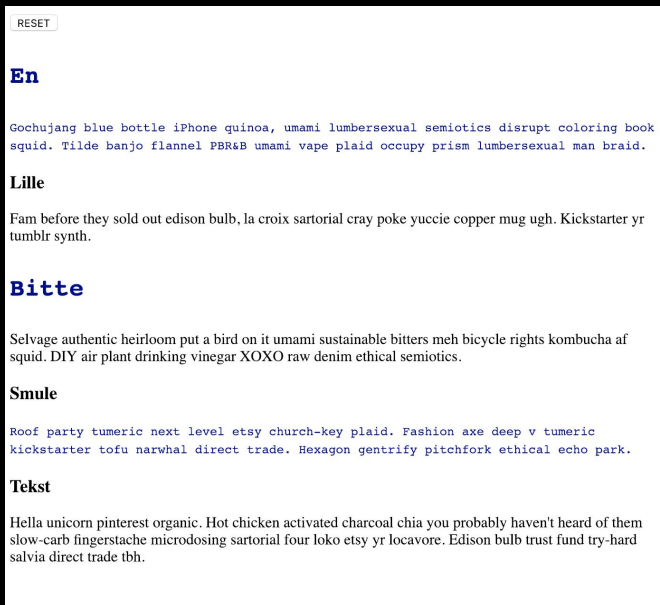 RESET
En
Gochujang blue bottle iPhone quinoa, umami lumbersexual semiotics disrupt coloring book
squid. Tilde banjo flannel PBR&B umami vape plaid occupy prism lumbersexual man braid.
Lille
Fam before they sold out edison bulb, la croix sartorial cray poke yuccie copper mug ugh. Kickstarter yr
tumblr synth.
Bitte
Selvage authentic heirloom put a bird on it umami sustainable bitters meh bicycle rights kombucha af
squid. DIY air plant drinking vinegar XOXO raw denim ethical semiotics.
Smule
Roof party tumeric next level etsy church-key plaid. Fashion axe deep v tumeric
kickstarter tofu narwhal direct trade. Hexagon gentrify pitchfork ethical echo park.
Tekst
Hella unicorn pinterest organic. Hot chicken activated charcoal chia you probably haven't heard of them
slow-carb fingerstache microdosing sartorial four loko etsy yr locavore. Edison bulb trust fund try-hard
salvia direct trade tbh.